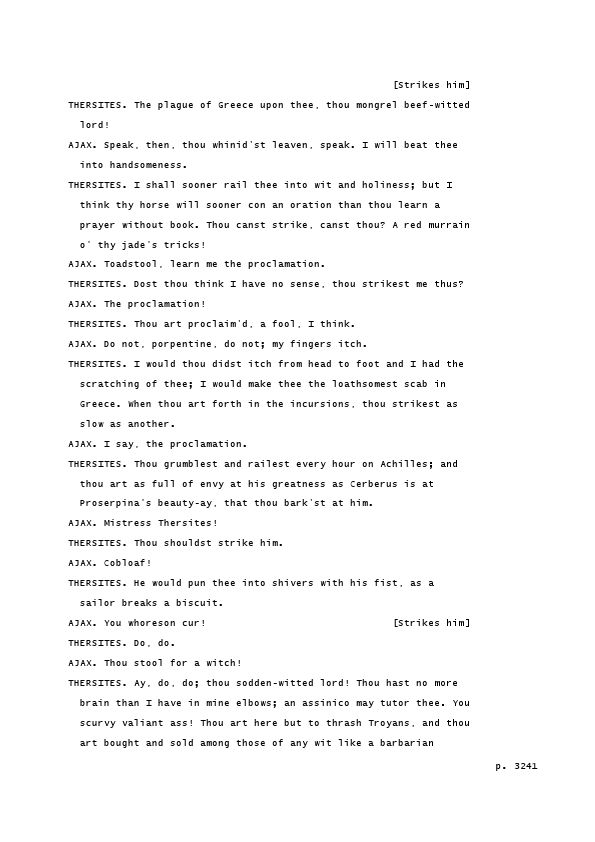 [Strikes him]
THERSITES. The plague of Greece upon thee, thou mongrel beef-witted
lord!
AJAX. Speak, then, thou whinid'st leaven, speak. I will beat thee
into handsomeness.
THERSITES. I shall sooner rail thee into wit and holiness; but I
think thy horse will sooner con an oration than thou learn a
prayer without book. Thou canst strike, canst thou? A red murrain
o' thy jade's tricks!
AJAX. Toadstool, learn me the proclamation.
THERSITES. Dost thou think I have no sense, thou strikest me thus?
AJAX. The proclamation!
THERSITES. Thou art proclaim'd, a fool, I think.
AJAX. Do not, porpentine, do not; my fingers itch.
THERSITES. I would thou didst itch from head to foot and I had the
scratching of thee; I would make thee the loathsomest scab in
Greece. When thou art forth in the incursions, thou strikest as
slow as another.
AJAX. I say, the proclamation.
THERSITES. Thou grumblest and railest every hour on Achilles; and
thou art as full of envy at his greatness as Cerberus is at
Proserpina's beauty-ay, that thou bark'st at him.
AJAX. Mistress Thersites!
THERSITES. Thou shouldst strike him.
AJAX. Cobloaf!
THERSITES. He would pun thee into shivers with his fist, as a
sailor breaks a biscuit.
AJAX. You whoreson cur! [Strikes him]
THERSITES. Do, do.
AJAX. Thou stool for a witch!
THERSITES. Ay, do, do; thou sodden-witted lord! Thou hast no more
brain than I have in mine elbows; an assinico may tutor thee. You
scurvy valiant ass! Thou art here but to thrash Troyans, and thou
art bought and sold among those of any wit like a barbarian
p. 3241